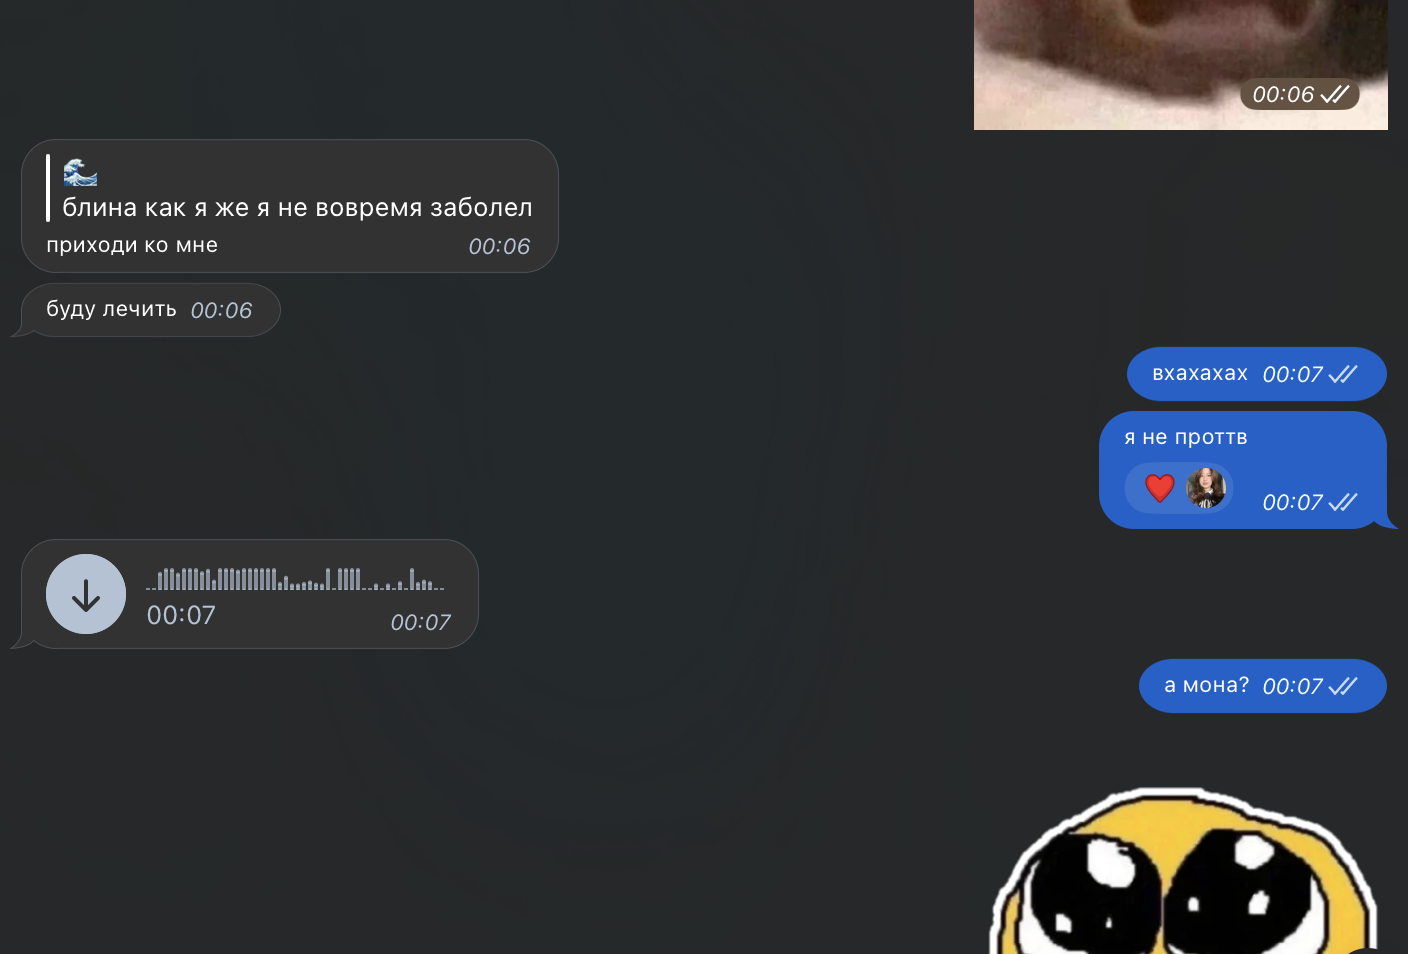 00:06
🌊
блина как я же я не вовремя заболел
приходи ко мне 00:06
буду лечить 00:06
вхахахах 00:07
я не проттв
❤️ 00:07
00:07 00:07
а мона? 00:07